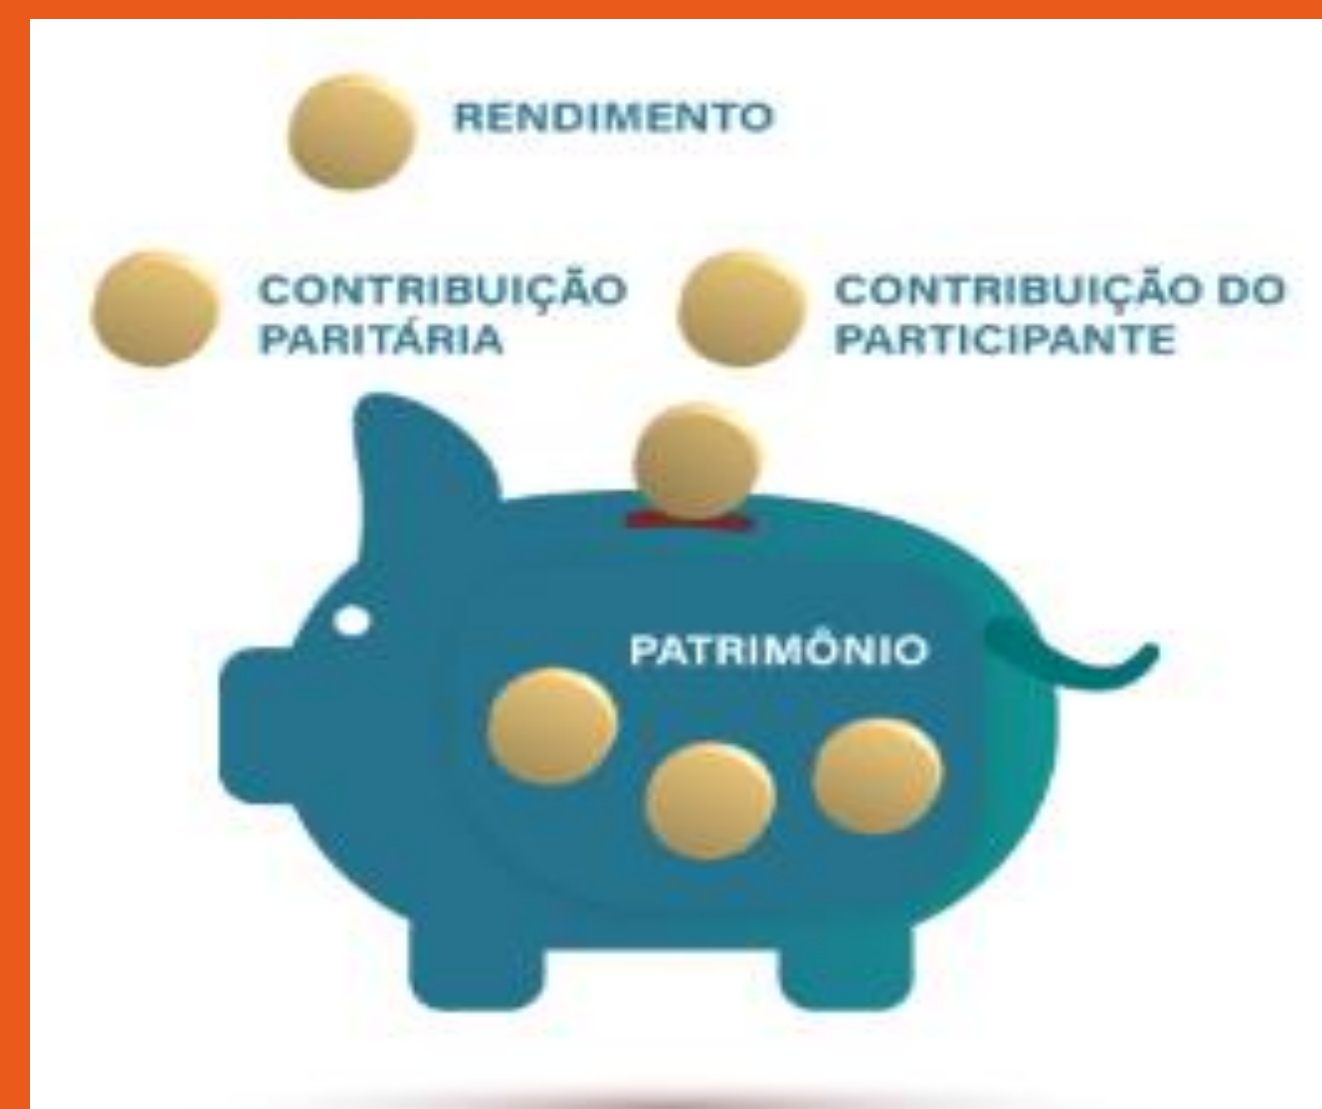 RENDIMENTO
CONTRIBUIÇÃO
PARITÁRIA
CONTRIBUIÇÃO DO
PARTICIPANTE
PATRIMÔNIO